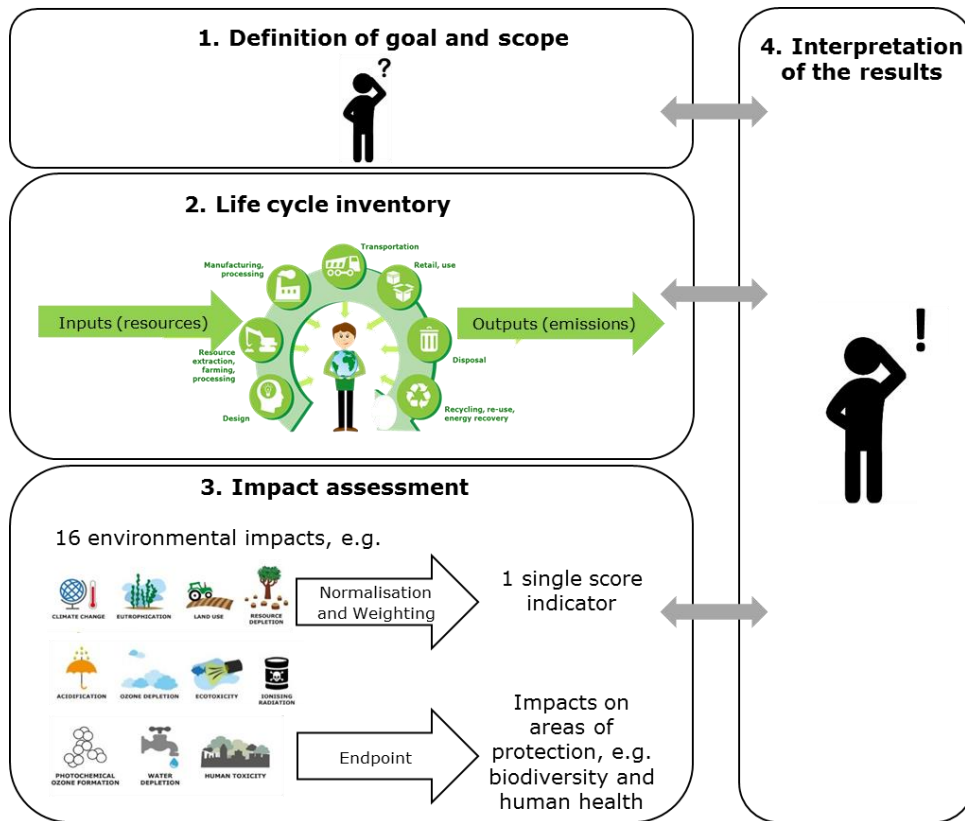 1. Definition of goal and scope
?
4. Interpretation
of the results
2. Life cycle inventory
Transportation
Manufacturing,
processing
Retail, use
Inputs (resources)
Outputs (emissions)
Resource
extraction,
farming,
processing
Disposal
Design
Recycling, re-use,
energy recovery
!
3. Impact assessment
16 environmental impacts, e.g.
CLIMATE CHANGE
EUTROPHICATION
LAND USE
RESOURCE
DEPLETION
Normalisation
and Weighting
1 single score
indicator
ACIDIFICATION
OZONE DEPLETION
ECOTOXICITY
IONISING
RADIATION
PHOTOCHEMICAL
OZONE FORMATION
WATER
DEPLETION
HUMAN TOXICITY
Endpoint
Impacts on
areas of
protection, e.g.
biodiversity and
human health